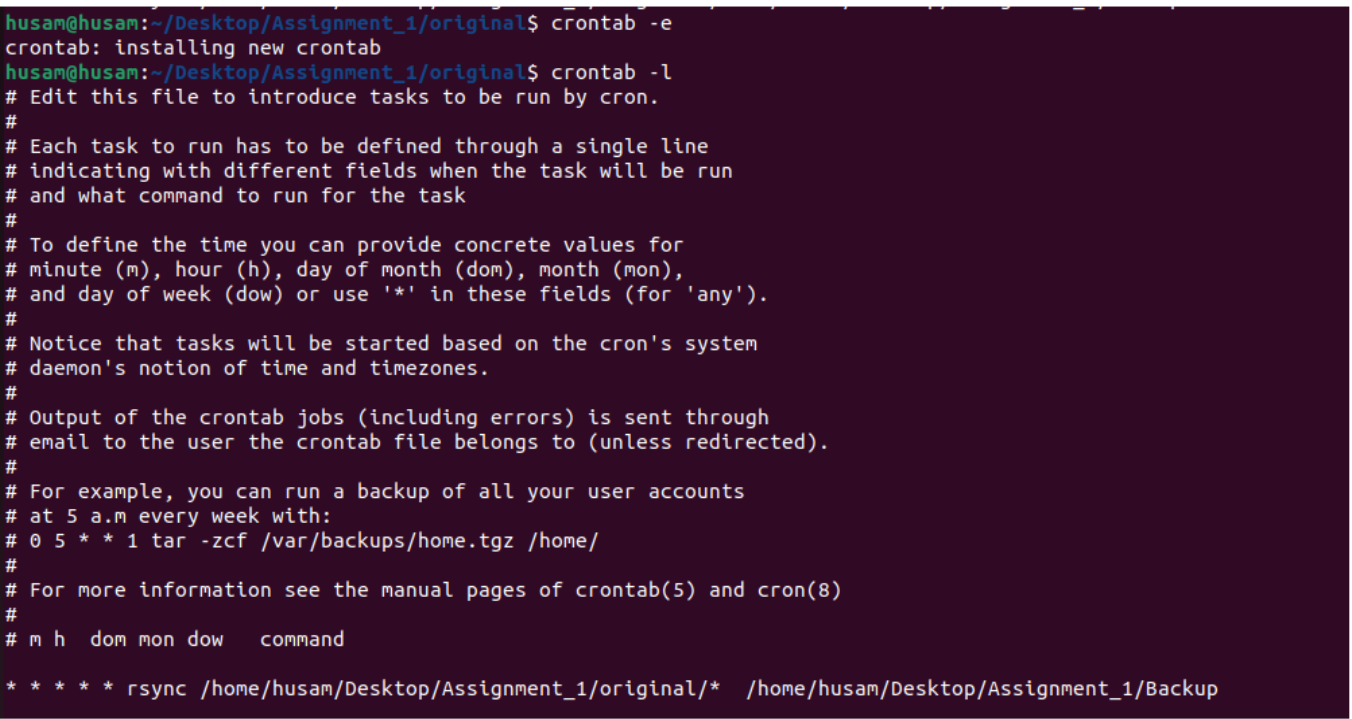 husam@husam:~/Desktop/Assignment_1/original$ crontab -e
crontab: installing new crontab
husam@husam:~/Desktop/Assignment_1/original$ crontab -l
# Edit this file to introduce tasks to be run by cron.
#
# Each task to run has to be defined through a single line
# indicating with different fields when the task will be run
# and what command to run for the task
#
# To define the time you can provide concrete values for
# minute (m), hour (h), day of month (dom), month (mon),
# and day of week (dow) or use '*' in these fields (for 'any').
#
# Notice that tasks will be started based on the cron's system
# daemon's notion of time and timezones.
#
# Output of the crontab jobs (including errors) is sent through
# email to the user the crontab file belongs to (unless redirected).
#
# For example, you can run a backup of all your user accounts
# at 5 a.m every week with:
# 0 5 * * 1 tar -zcf /var/backups/home.tgz /home/
#
# For more information see the manual pages of crontab(5) and cron(8)
#
# m h  dom mon dow   command
* * * * * rsync /home/husam/Desktop/Assignment_1/original/*  /home/husam/Desktop/Assignment_1/Backup